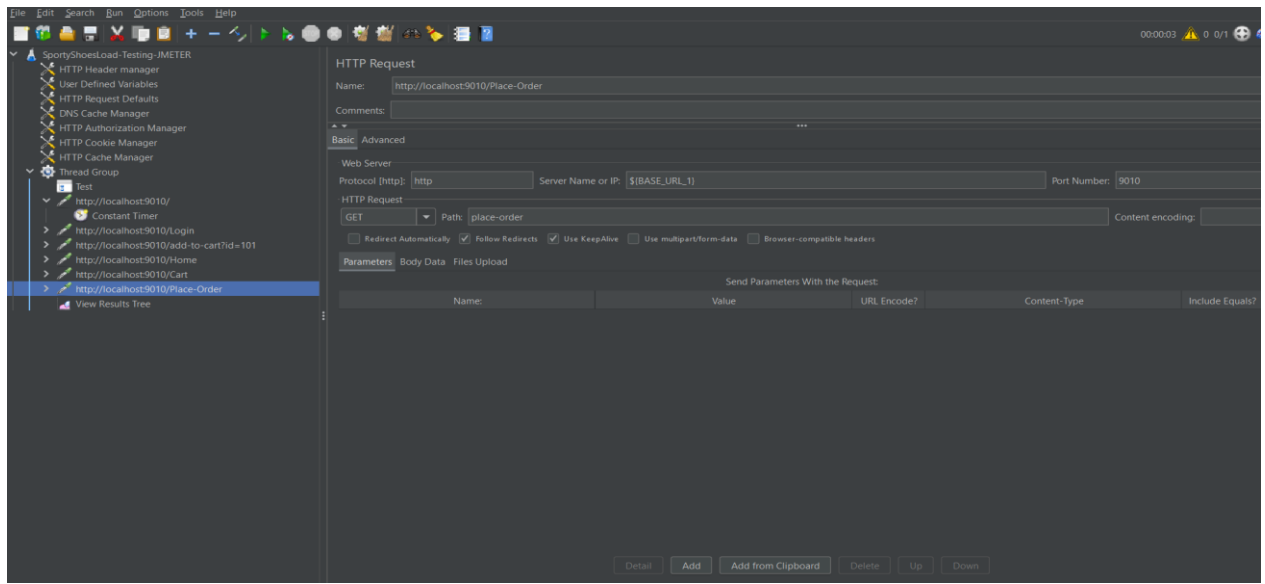 File Edit Search Run Options Tools Help
00:00:03 0 0/1
SportyShoesLoad-Testing-JMETER
HTTP Header manager
User Defined Variables
HTTP Request Defaults
DNS Cache Manager
HTTP Authorization Manager
HTTP Cookie Manager
HTTP Cache Manager
Thread Group
Test
http://localhost:9010/
Constant Timer
http://localhost:9010/Login
http://localhost:9010/add-to-cart?id=101
http://localhost:9010/Home
http://localhost:9010/Cart
http://localhost:9010/Place-Order
View Results Tree
HTTP Request
Name: http://localhost:9010/Place-Order
Comments:
Basic Advanced
Web Server
Protocol [http]: http Server Name or IP: ${BASE_URL_1} Port Number: 9010
HTTP Request
GET Path: place-order Content encoding:
Redirect Automatically Follow Redirects Use KeepAlive Use multipart/form-data Browser-compatible headers
Parameters Body Data Files Upload
Send Parameters With the Request:
Name: Value URL Encode? Content-Type Include Equals?
Detail Add Add from Clipboard Delete Up Down